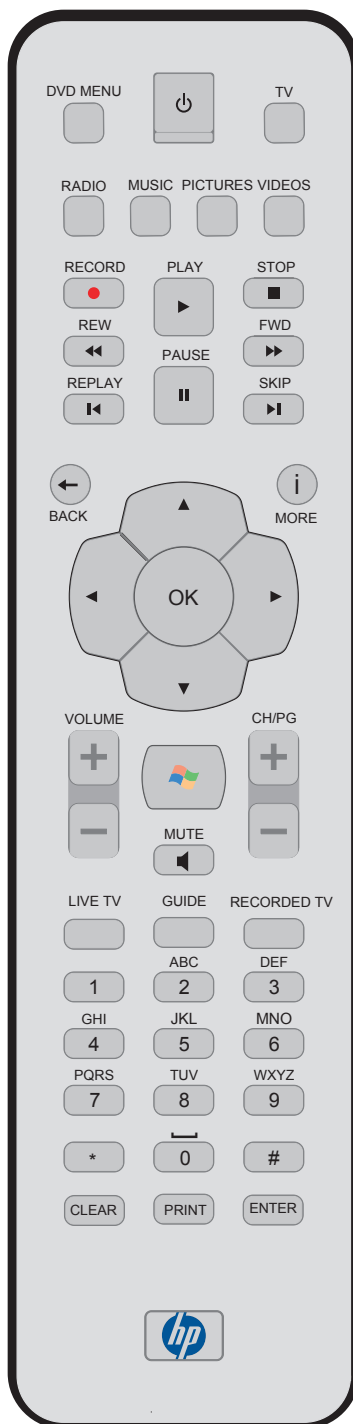 DVD MENU TV
RADIO MUSIC PICTURES VIDEOS
RECORD PLAY STOP
REW FWD
PAUSE
REPLAY SKIP
i
BACK MORE
OK
VOLUME CH/PG
+ +
− −
MUTE
LIVE TV GUIDE RECORDED TV
ABC DEF
1 2 3
GHI JKL MNO
4 5 6
PQRS TUV WXYZ
7 8 9
* 0 #
CLEAR PRINT ENTER
hp